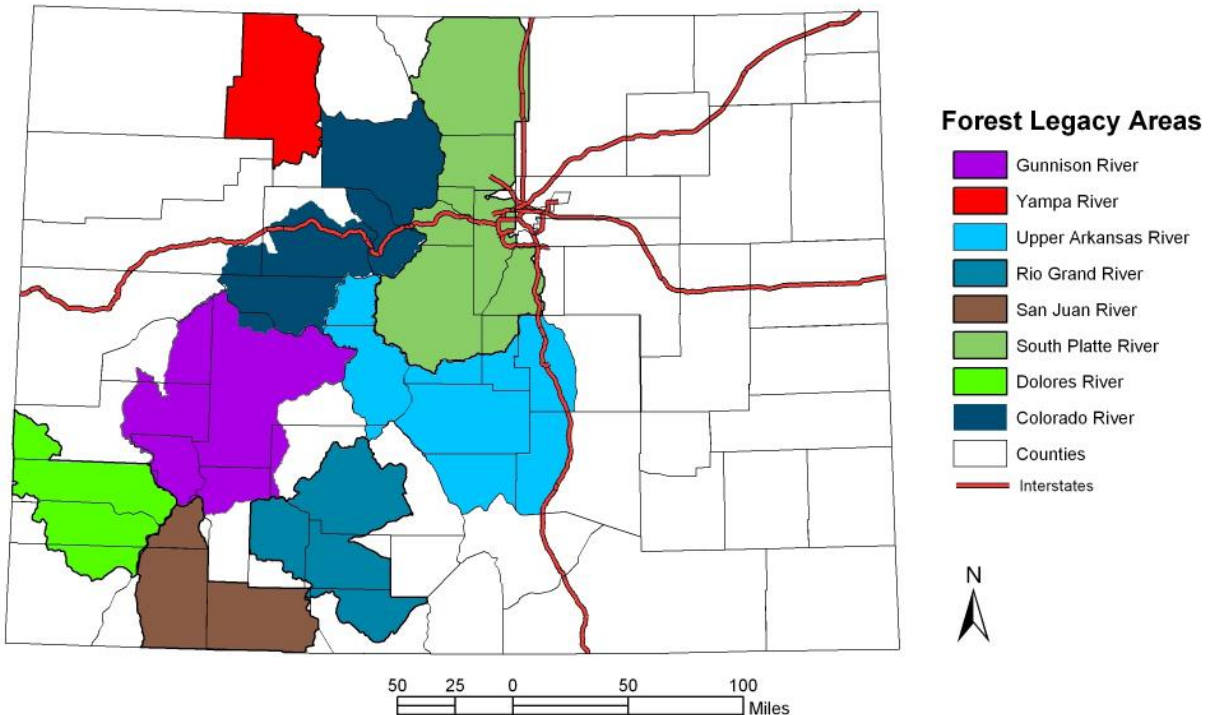 Forest Legacy Areas
Gunnison River
Yampa River
Upper Arkansas River
Rio Grand River
San Juan River
South Platte River
Dolores River
Colorado River
Counties
Interstates
N
50 25 0 50 100
Miles